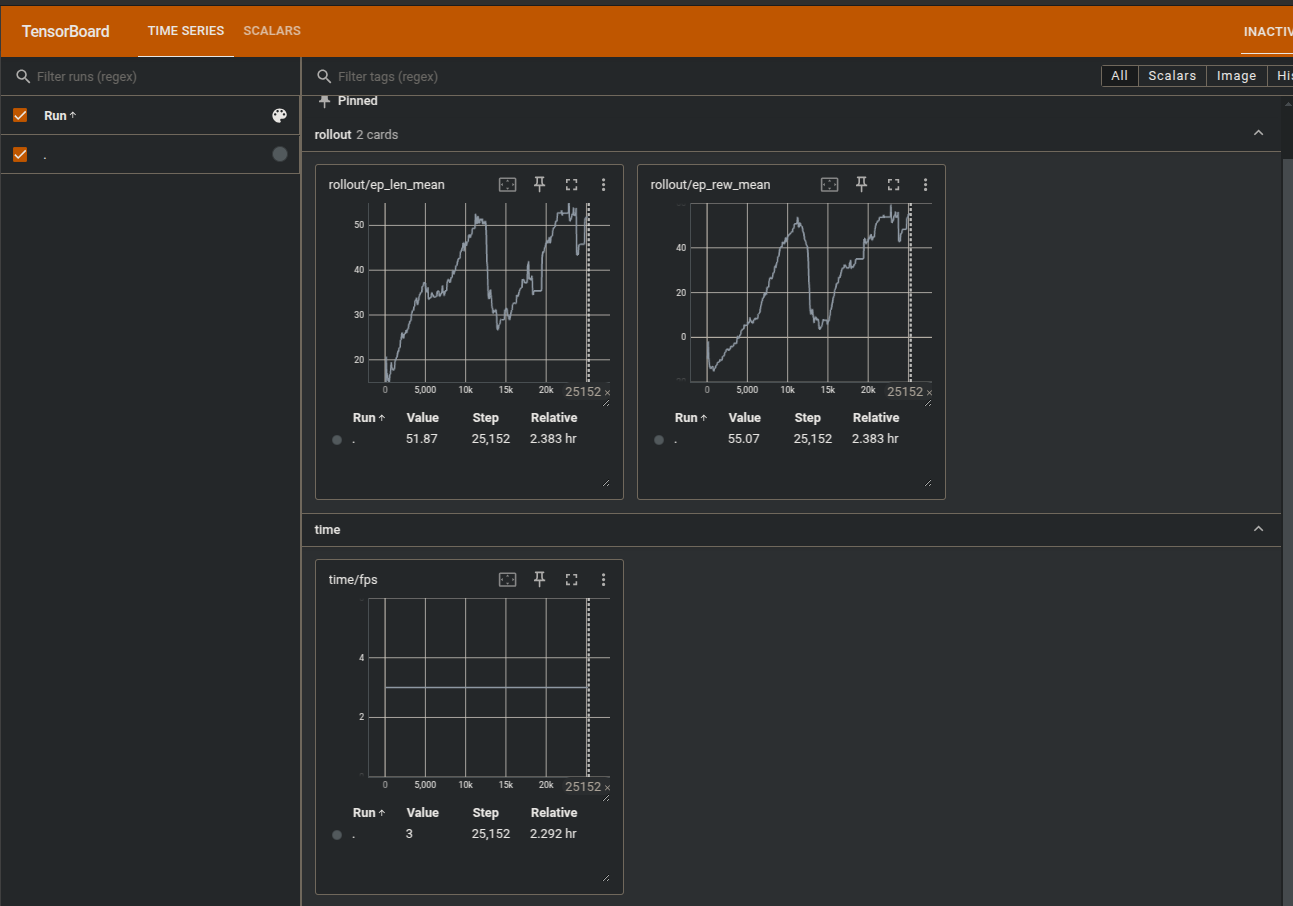 TensorBoard TIME SERIES SCALARS INACTIV
Filter runs (regex) Filter tags (regex) All Scalars Image His
Run↑ Pinned
. rollout 2 cards
rollout/ep_len_mean
50
40
30
20
0 5,000 10k 15k 20k 25152 ×
Run↑ Value Step Relative
. 51.87 25,152 2.383 hr
rollout/ep_rew_mean
40
20
0
0 5,000 10k 15k 20k 25152 ×
Run↑ Value Step Relative
. 55.07 25,152 2.383 hr
time
time/fps
4
2
0 5,000 10k 15k 20k 25152 ×
Run↑ Value Step Relative
. 3 25,152 2.292 hr